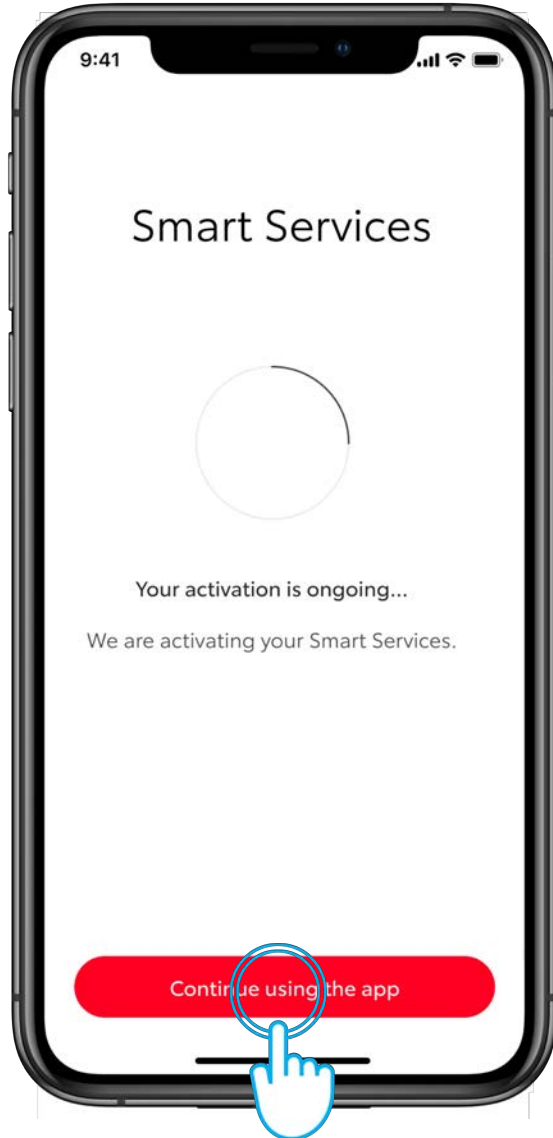 9:41
Smart Services
Your activation is ongoing...
We are activating your Smart Services.
Continue using the app